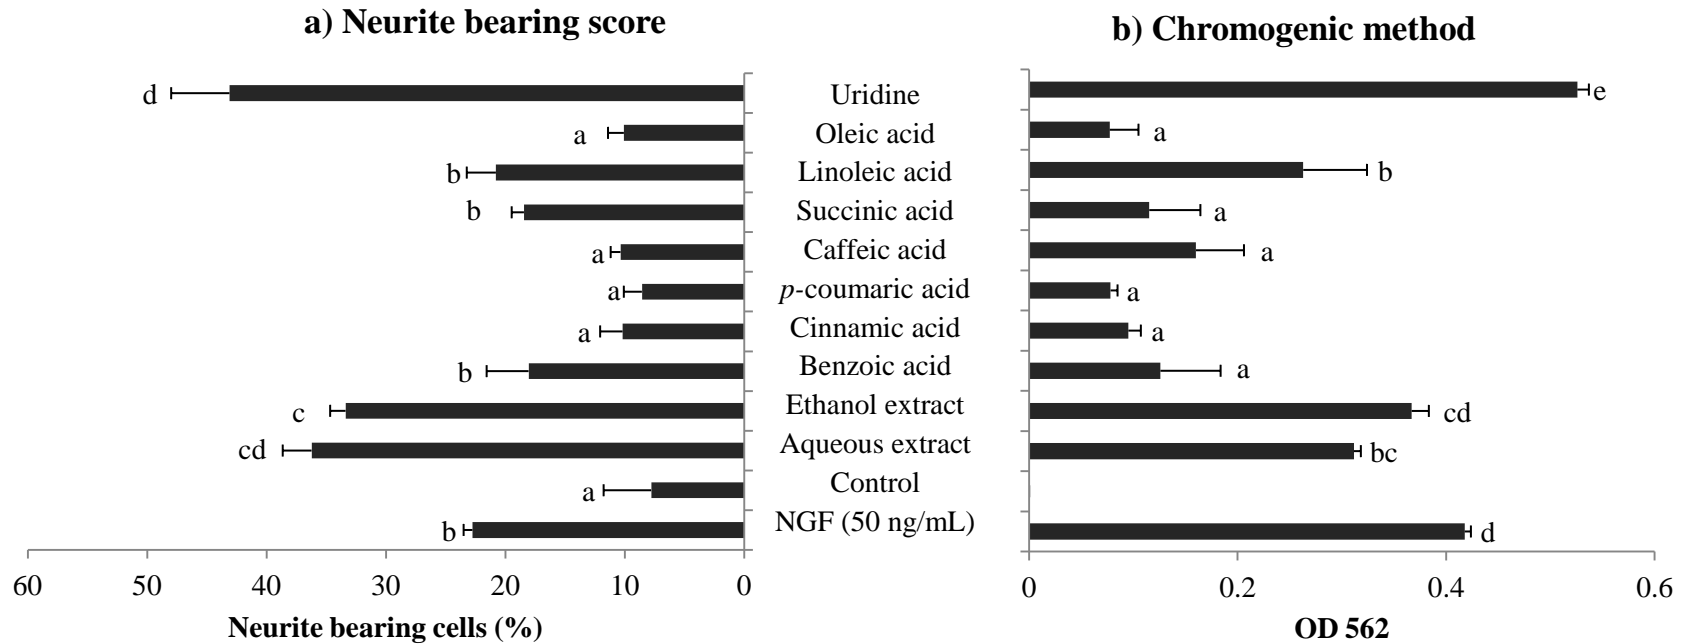 a) Neurite bearing score
b) Chromogenic method
d Uridine e
a Oleic acid a
b Linoleic acid b
b Succinic acid a
a Caffeic acid a
a p-coumaric acid a
a Cinnamic acid a
b Benzoic acid a
c Ethanol extract cd
cd Aqueous extract bc
a Control
b NGF (50 ng/mL) d
60 50 40 30 20 10 0
0 0.2 0.4 0.6
Neurite bearing cells (%)
OD 562